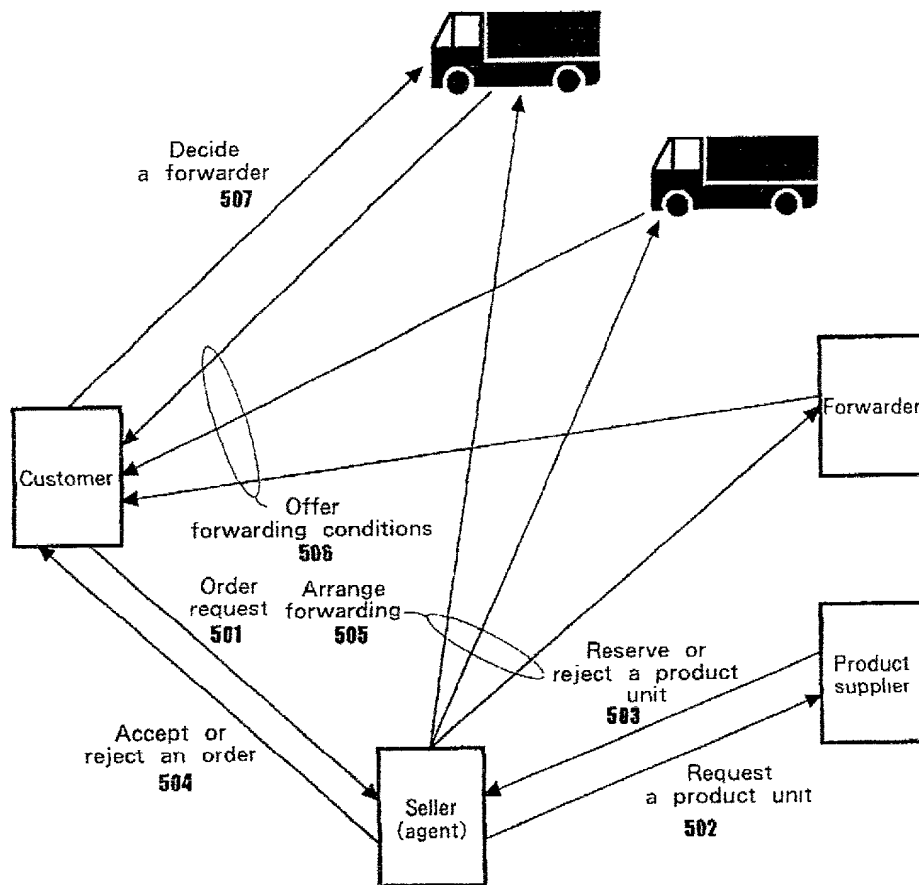 Decide
a forwarder
507
Forwarder
Customer
Offer
forwarding conditions
506
Order
request
501
Arrange
forwarding
505
Reserve or
reject a product
unit
503
Product
supplier
Accept or
reject an order
504
Seller
(agent)
Request
a product unit
502